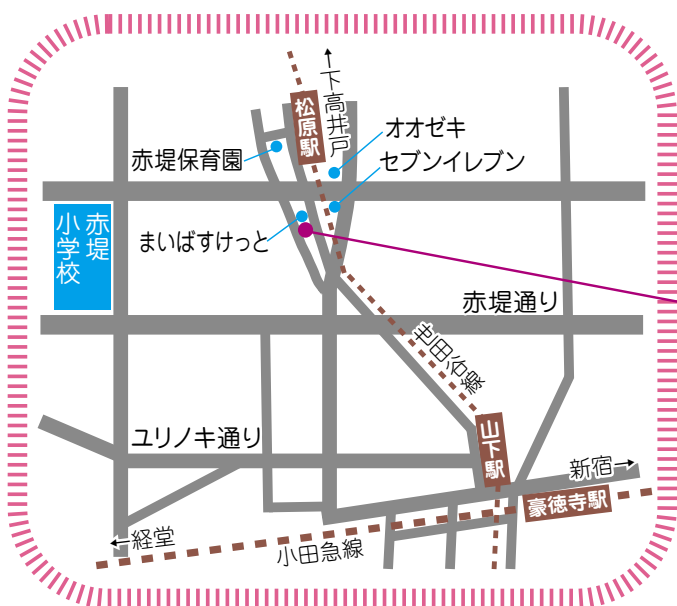 ↑下高井戸
松原駅
オオゼキ
赤堤保育園
セブンイレブン
赤堤
小学校
まいばすけっと
赤堤通り
世田谷線
ユリノキ通り
山下駅
新宿→
豪徳寺駅
←経堂
小田急線